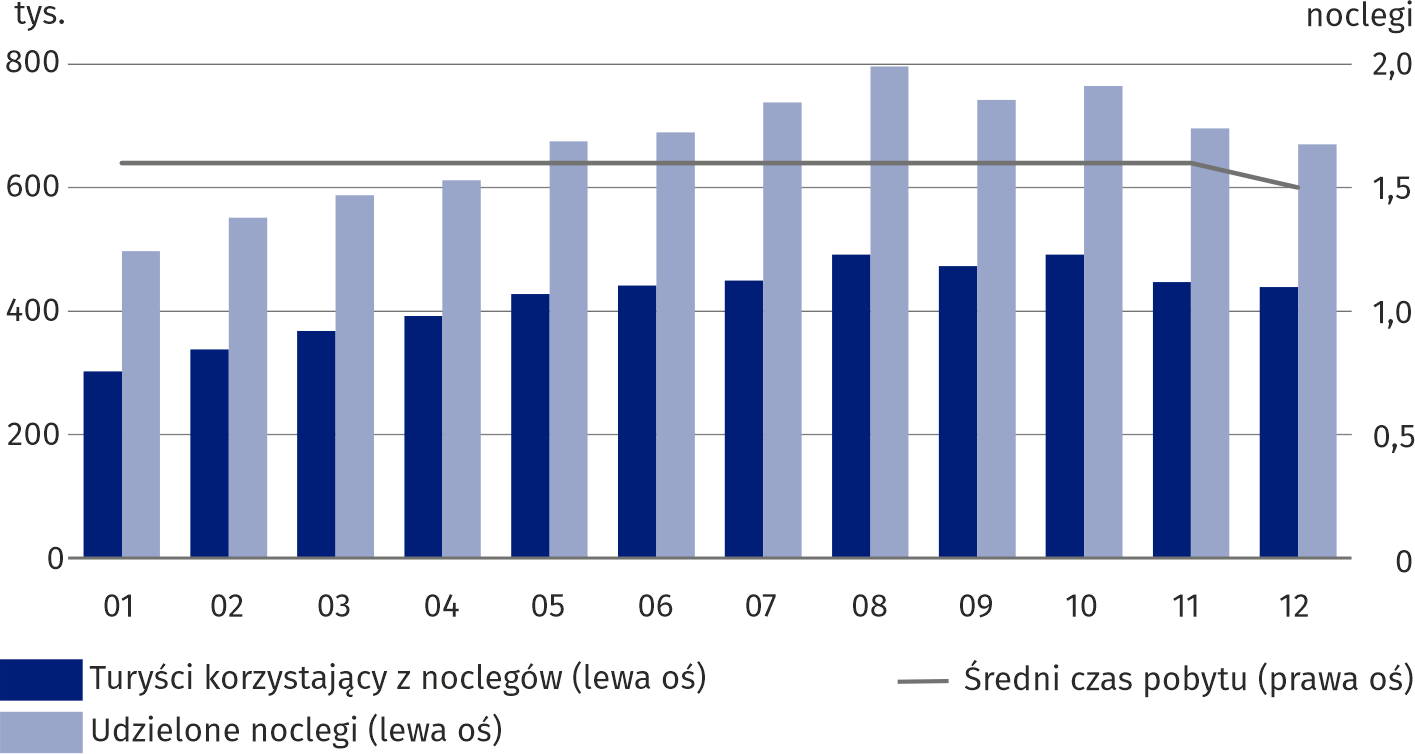 tys. noclegi
800 2,0
600 1,5
400 1,0
200 0,5
0 0
01 02 03 04 05 06 07 08 09 10 11 12
Turyści korzystający z noclegów (lewa oś) Średni czas pobytu (prawa oś)
Udzielone noclegi (lewa oś)